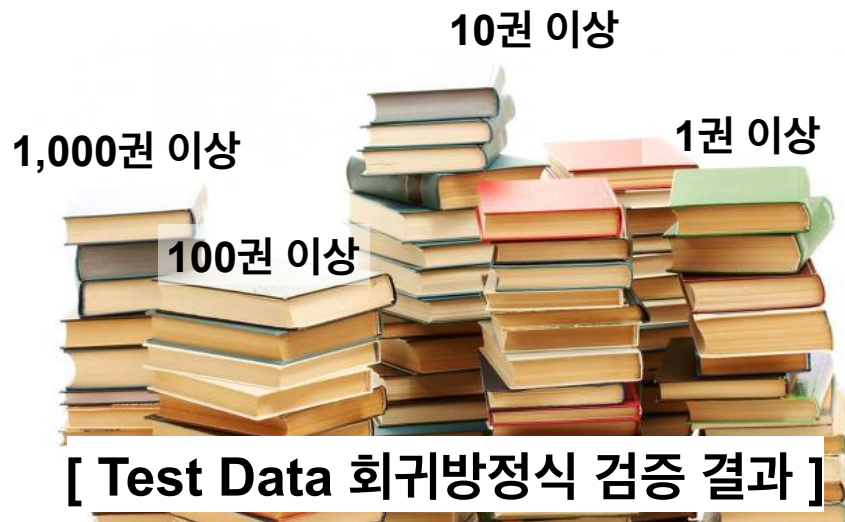 10권 이상
1,000권 이상
1권 이상
100권 이상
[ Test Data 회귀방정식 검증 결과 ]